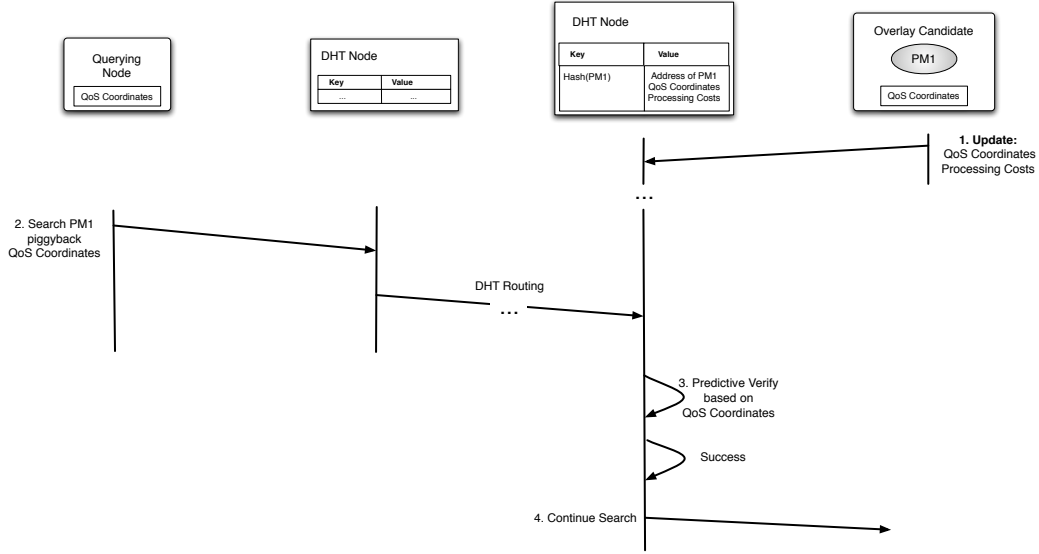 Querying
Node
QoS Coordinates
DHT Node
Key Value
... ...
DHT Node
Key Value
Hash(PM1) Address of PM1
QoS Coordinates
Processing Costs
Overlay Candidate
PM1
QoS Coordinates
1. Update:
QoS Coordinates
Processing Costs
...
2. Search PM1
piggyback
QoS Coordinates
DHT Routing
...
3. Predictive Verify
based on
QoS Coordinates
Success
4. Continue Search